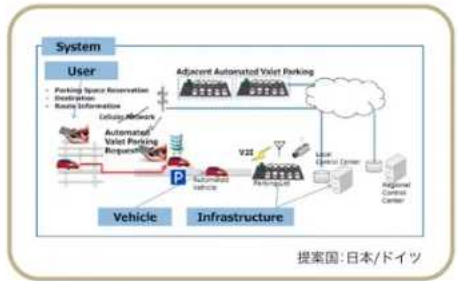 System
User
• Parking Space Reservation
• Destination
• Route Information
Adjacent Automated Valet Parking
Cellular Network
Automated
Valet Parking
Request
V2I
P
Automated
Vehicle
ParkingLot
Local
Control Center
Regional
Control
Center
Vehicle
Infrastructure
提案国:日本/ドイツ